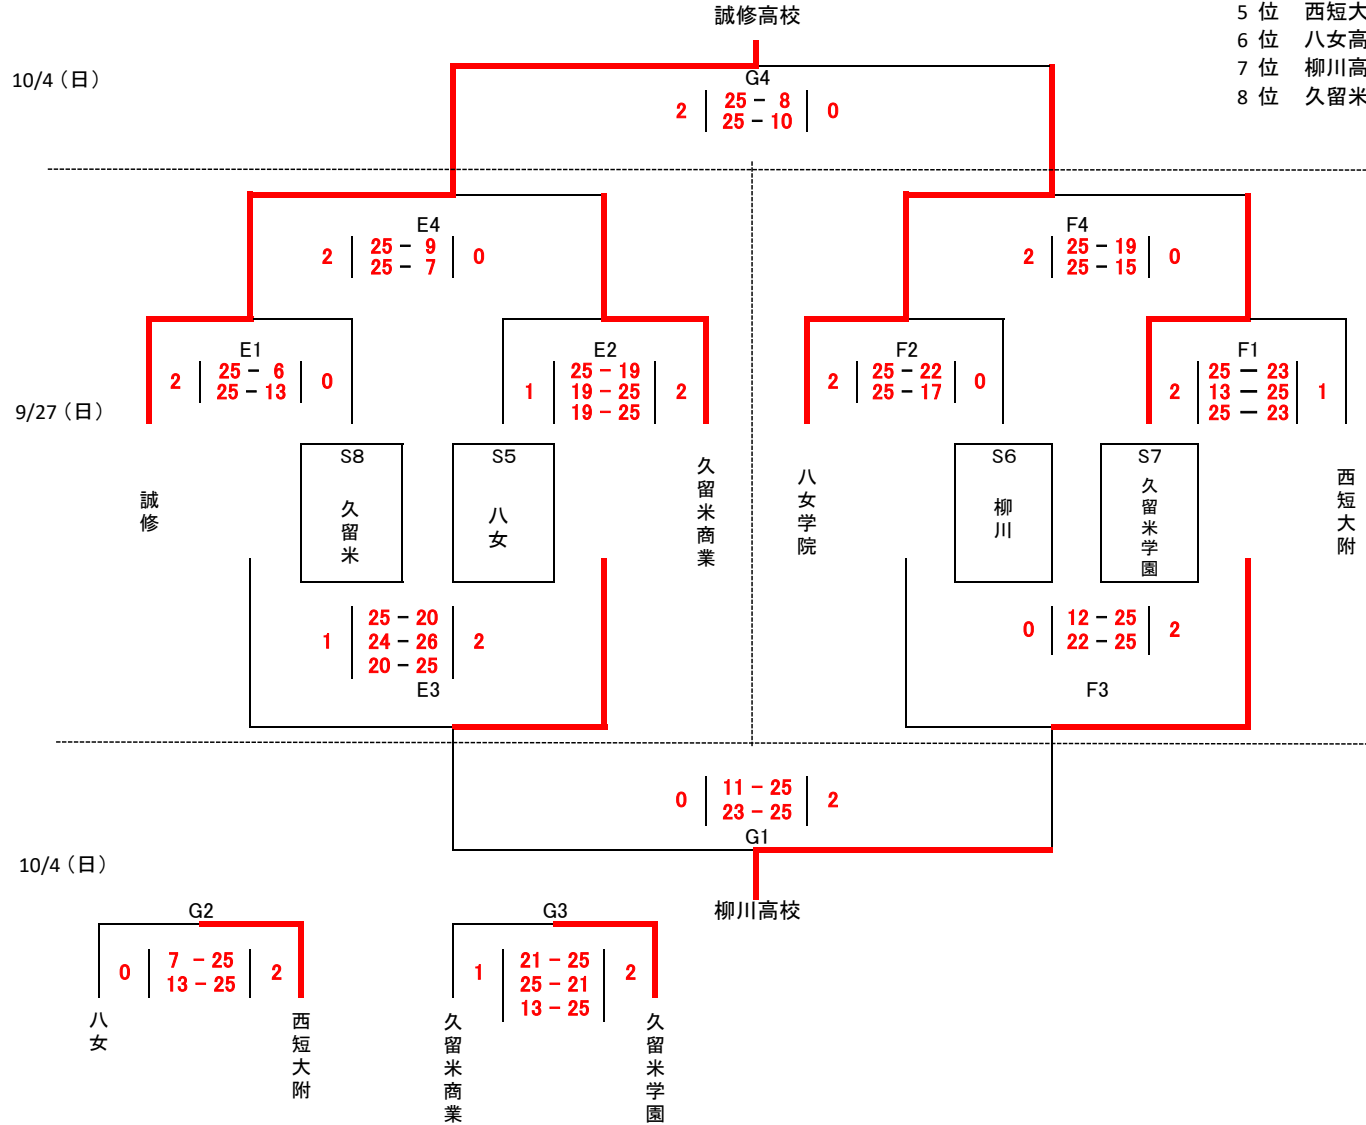 誠修高校
5 位 西短大
6 位 八女高
7 位 柳川高
8 位 久留米
10/4（日）
G4
2 25 － 8 0
25 － 10
E4
2 25 － 9 0
25 － 7
F4
2 25 － 19 0
25 － 15
E1
2 25 － 6 0
25 － 13
E2
1 25 － 19 2
19 － 25
19 － 25
F2
2 25 － 22 0
25 － 17
F1
2 25 － 23 1
13 － 25
25 － 23
9/27（日）
誠修
S8
久留米
S5
八女
久留米商業
八女学院
S6
柳川
S7
久留米学園
西短大附
1 25 － 20 2
24 － 26
20 － 25
E3
0 12 － 25 2
22 － 25
F3
0 11 － 25 2
23 － 25
G1
10/4（日）
柳川高校
G2
0 7 － 25 2
13 － 25
八女
西短大附
G3
1 21 － 25 2
25 － 21
13 － 25
久留米商業
久留米学園